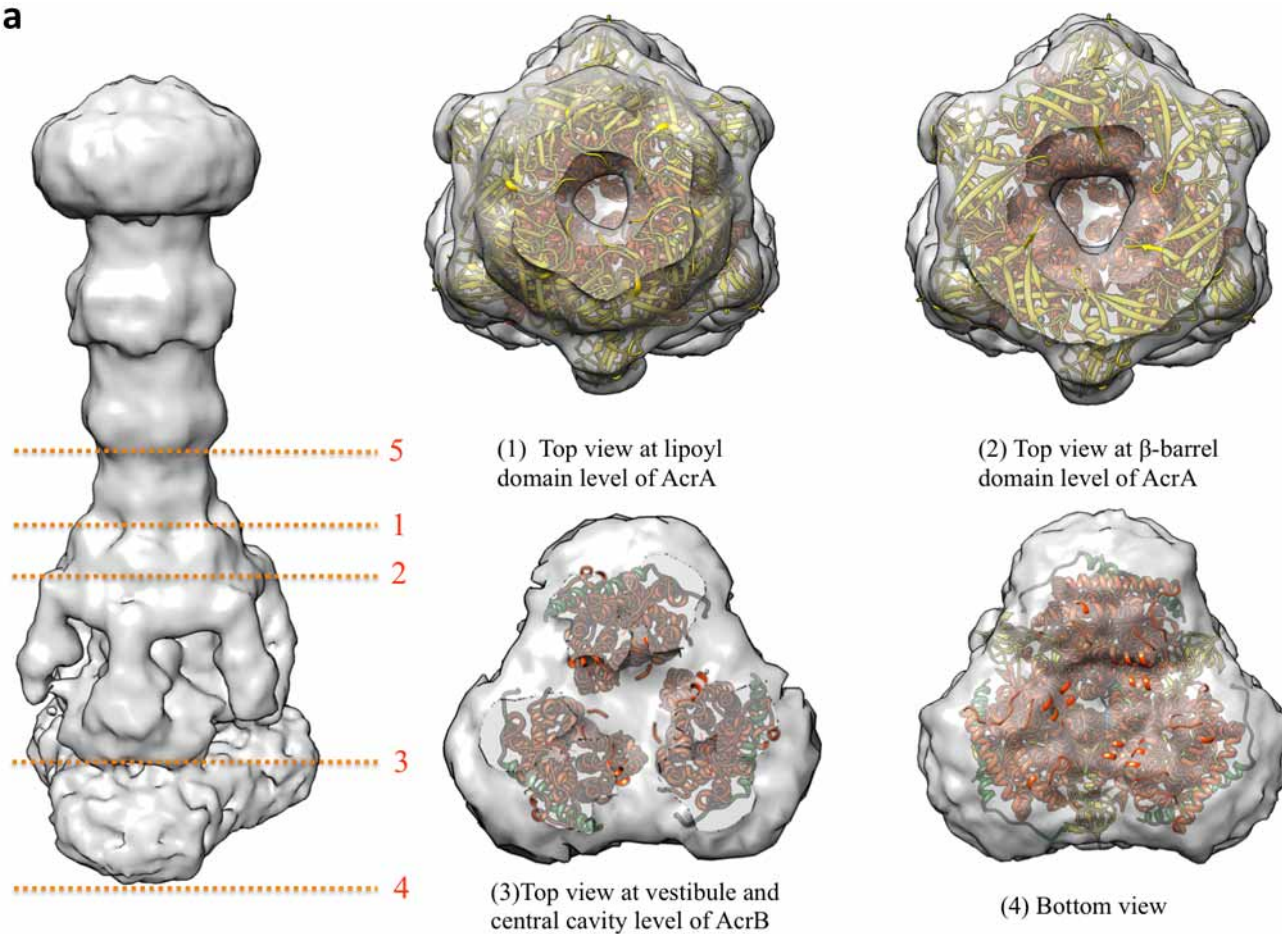 a
5
1
2
3
4
(1) Top view at lipoyl
domain level of AcrA
(2) Top view at β-barrel
domain level of AcrA
(3)Top view at vestibule and
central cavity level of AcrB
(4) Bottom view